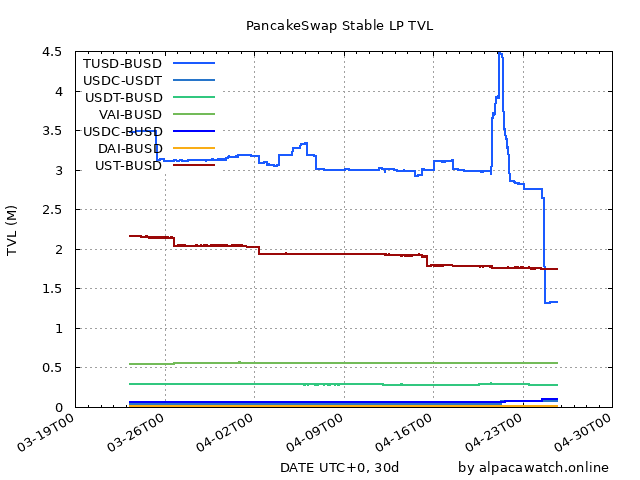 PancakeSwap Stable LP TVL
4.5
4
3.5
3
2.5
2
1.5
1
0.5
0
TVL (M)
TUSD-BUSD
USDC-USDT
USDT-BUSD
VAI-BUSD
USDC-BUSD
DAI-BUSD
UST-BUSD
03-19T00
03-26T00
04-02T00
04-09T00
04-16T00
04-23T00
04-30T00
DATE UTC+0, 30d
by alpacawatch.online